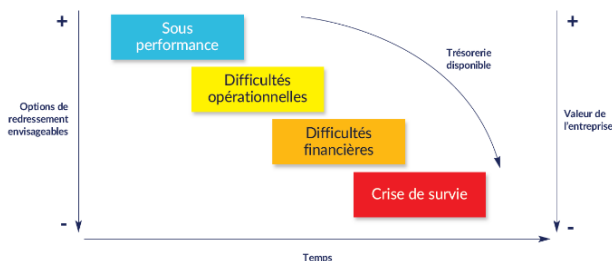 +
Sous
performance
+
Trésorerie
disponible
Difficultés
opérationnelles
Options de
redressement
envisageables
Valeur de
l'entreprise
Difficultés
financières
Crise de survie
-
-
Temps